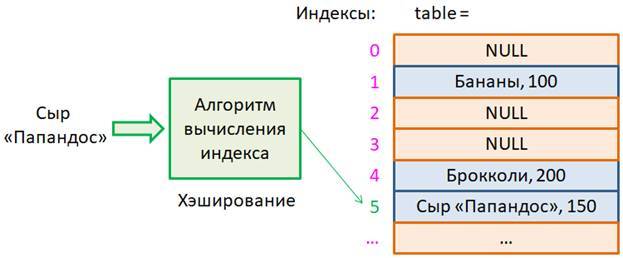 Индексы: table =
0 NULL
1 Бананы, 100
2 NULL
3 NULL
4 Брокколи, 200
5 Сыр «Папандос», 150
... ...
Сыр
«Папандос»
Алгоритм
вычисления
индекса
Хэширование